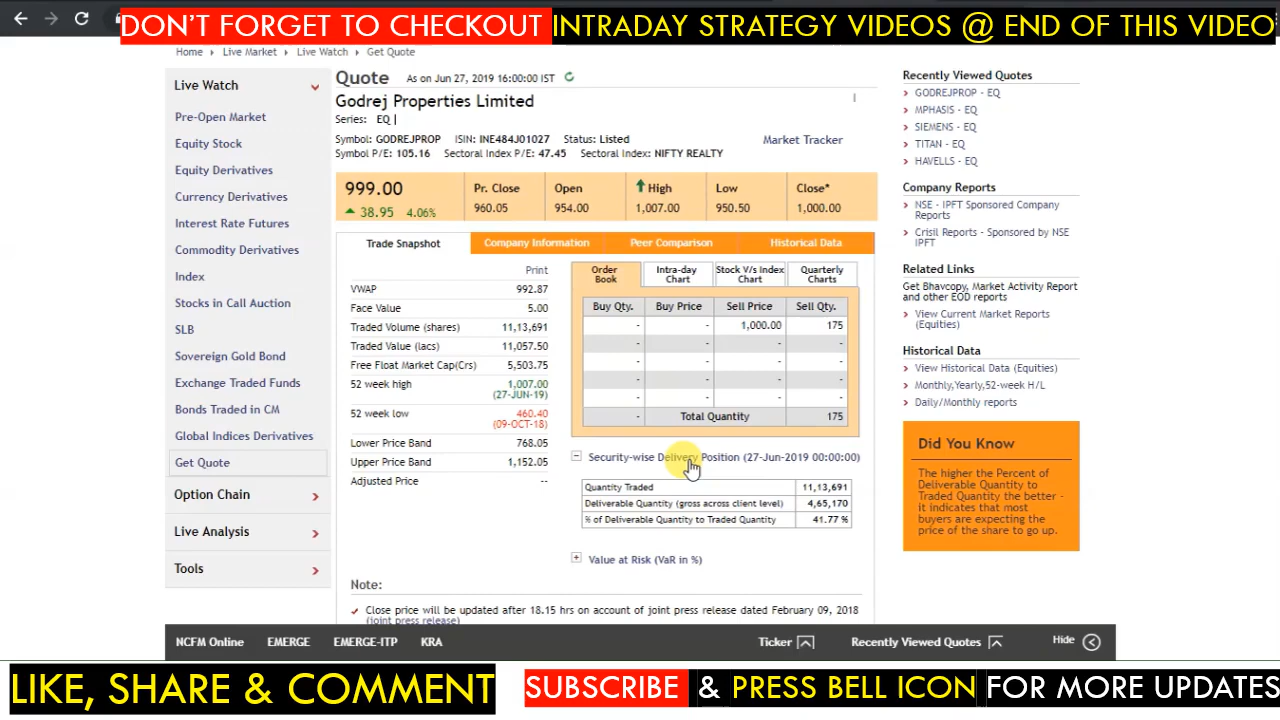 DON'T FORGET TO CHECKOUT INTRADAY STRATEGY VIDEOS @ END OF THIS VIDEO
Home Live Market Live Watch Get Quote
Live Watch
Pre-Open Market
Equity Stock
Equity Derivatives
Currency Derivatives
Interest Rate Futures
Commodity Derivatives
Index
Stocks in Call Auction
SLB
Sovereign Gold Bond
Exchange Traded Funds
Bonds Traded in CM
Global Indices Derivatives
Get Quote
Option Chain
Live Analysis
Tools
Quote As on Jun 27, 2019 16:00:00 IST
Godrej Properties Limited
Series: EQ |
Symbol: GODREJPROP ISIN: INE484J01027 Status: Listed
Symbol P/E: 105.16 Sectoral Index P/E: 47.45 Sectoral Index: NIFTY REALTY
Market Tracker
999.00 Pr. Close Open High Low Close*
38.95 4.06% 960.05 954.00 1,007.00 950.50 1,000.00
Trade Snapshot Company Information Peer Comparison Historical Data
Print
VWAP 992.87
Face Value 5.00
Traded Volume (shares) 11,13,691
Traded Value (lacs) 11,057.50
Free Float Market Cap(Crs) 5,503.75
52 week high 1,007.00
(27-JUN-19)
52 week low 460.40
(09-OCT-18)
Lower Price Band 768.05
Upper Price Band 1,152.05
Adjusted Price --
Order Book Intra-day Chart Stock V/s Index Chart Quarterly Charts
Buy Qty. Buy Price Sell Price Sell Qty.
- - 1,000.00 175
- - - -
- - - -
- - - -
- - - -
- Total Quantity 175
Security-wise Delivery Position (27-Jun-2019 00:00:00)
Quantity Traded 11,13,691
Deliverable Quantity (gross across client level) 4,65,170
% of Deliverable Quantity to Traded Quantity 41.77 %
Value at Risk (VaR in %)
Note:
Close price will be updated after 18.15 hrs on account of joint press release dated February 09, 2018
(joint press release)
Recently Viewed Quotes
GODREJPROP - EQ
MPHASIS - EQ
SIEMENS - EQ
TITAN - EQ
HAVELLS - EQ
Company Reports
NSE - IPFT Sponsored Company
Reports
Crisil Reports - Sponsored by NSE
IPFT
Related Links
Get Bhavcopy, Market Activity Report
and other EOD reports
View Current Market Reports
(Equities)
Historical Data
View Historical Data (Equities)
Monthly,Yearly,52-week H/L
Daily/Monthly reports
Did You Know
The higher the Percent of
Deliverable Quantity to
Traded Quantity the better -
it indicates that most
buyers are expecting the
price of the share to go up.
NCFM Online EMERGE EMERGE-ITP KRA Ticker Recently Viewed Quotes Hide
LIKE, SHARE & COMMENT SUBSCRIBE & PRESS BELL ICON FOR MORE UPDATES